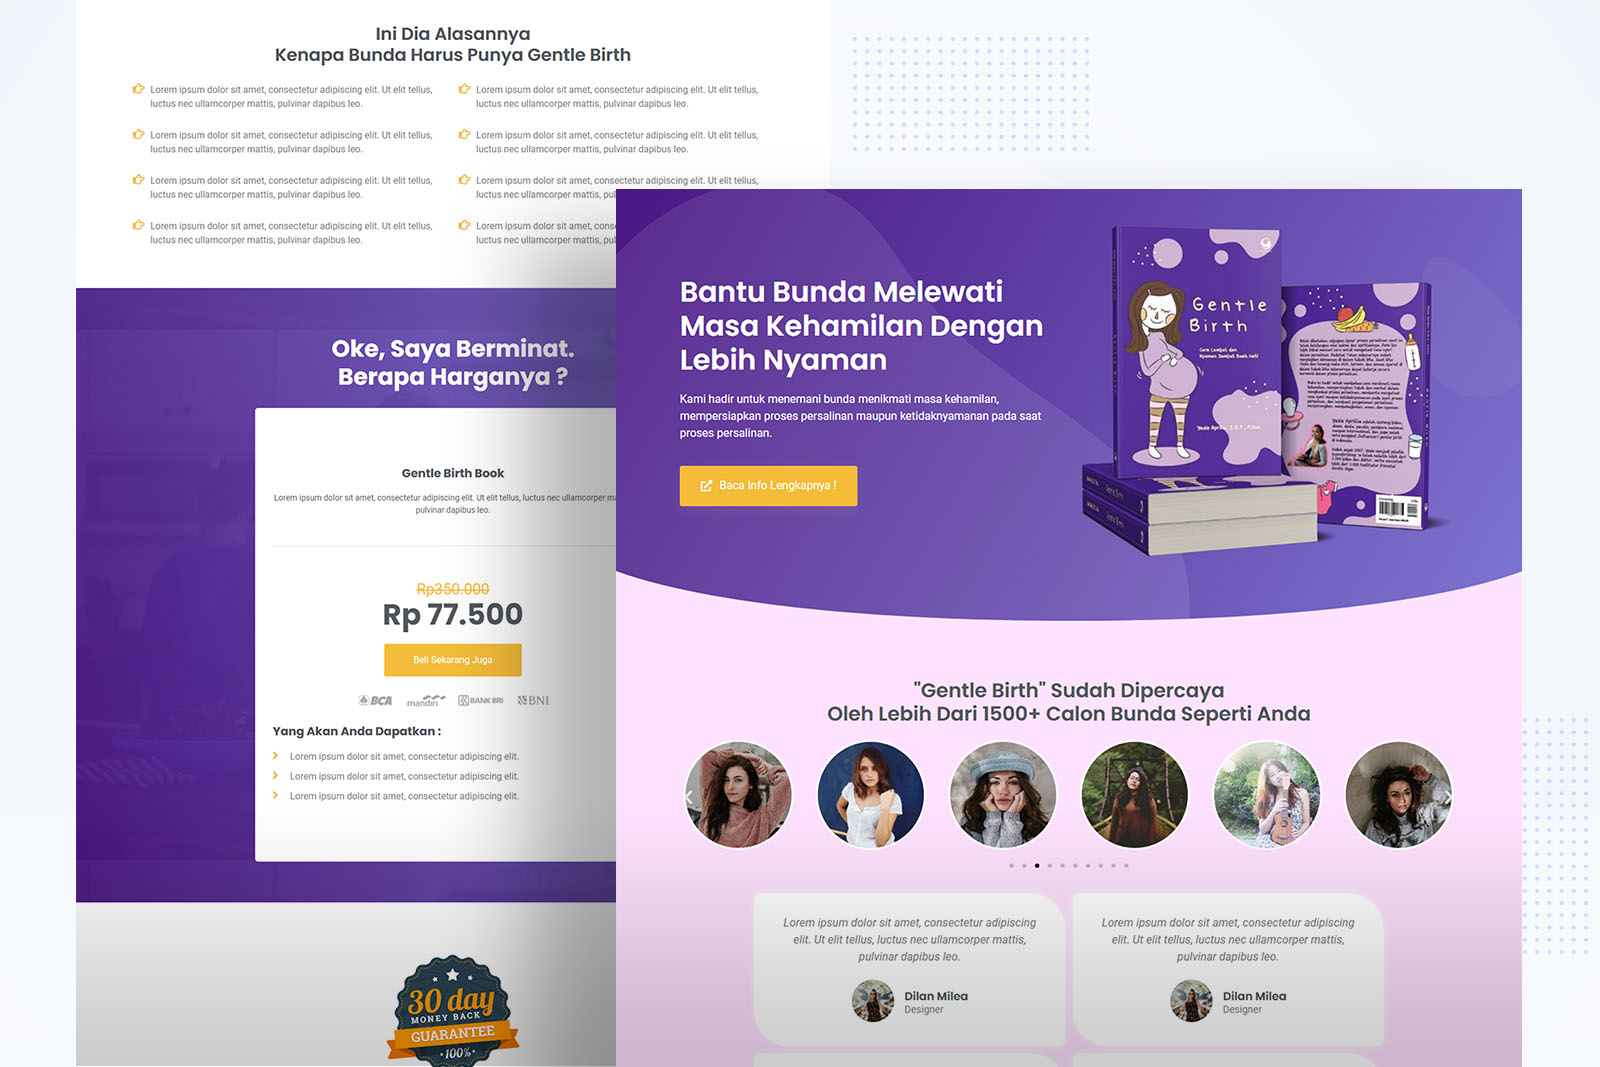 Ini Dia Alasannya
Kenapa Bunda Harus Punya Gentle Birth
Lorem ipsum dolor sit amet, consectetur adipiscing elit. Ut elit tellus,
luctus nec ullamcorper mattis, pulvinar dapibus leo.
Lorem ipsum dolor sit amet, consectetur adipiscing elit. Ut elit tellus,
luctus nec ullamcorper mattis, pulvinar dapibus leo.
Lorem ipsum dolor sit amet, consectetur adipiscing elit. Ut elit tellus,
luctus nec ullamcorper mattis, pulvinar dapibus leo.
Lorem ipsum dolor sit amet, consectetur adipiscing elit. Ut elit tellus,
luctus nec ullamcorper mattis, pulvinar dapibus leo.
Lorem ipsum dolor sit amet, consectetur adipiscing elit. Ut elit tellus,
luctus nec ullamcorper mattis, pulvinar dapibus leo.
Lorem ipsum dolor sit amet, consectetur adipiscing elit. Ut elit tellus,
luctus nec ullamcorper mattis,
Lorem ipsum dolor sit amet, consectetur adipiscing elit. Ut elit tellus,
luctus nec ullamcorper mattis, pulvinar dapibus leo.
Lorem ipsum dolor sit amet,
luctus nec ullamcorper mattis,
Oke, Saya Berminat.
Berapa Harganya ?
Gentle Birth Book
Lorem ipsum dolor sit amet, consectetur adipiscing elit. Ut elit tellus, luctus nec ullamcorper
pulvinar dapibus leo.
Rp350.000
Rp 77.500
Beli Sekarang Juga
BCA
mandiri
BANK BRI
BNI
Yang Akan Anda Dapatkan :
Lorem ipsum dolor sit amet, consectetur adipiscing elit.
Lorem ipsum dolor sit amet, consectetur adipiscing elit.
Lorem ipsum dolor sit amet, consectetur adipiscing elit.
30 day
MONEY BACK
GUARANTEE
100%
Bantu Bunda Melewati
Masa Kehamilan Dengan
Lebih Nyaman
Kami hadir untuk menemani bunda menikmati masa kehamilan,
mempersiapkan proses persalinan maupun ketidaknyamanan pada saat
proses persalinan.
Baca Info Lengkapnya !
Gentle
Birth
"Gentle Birth" Sudah Dipercaya
Oleh Lebih Dari 1500+ Calon Bunda Seperti Anda
Lorem ipsum dolor sit amet, consectetur adipiscing
elit. Ut elit tellus, luctus nec ullamcorper mattis,
pulvinar dapibus leo.
Dilan Milea
Designer
Lorem ipsum dolor sit amet, consectetur adipiscing
elit. Ut elit tellus, luctus nec ullamcorper mattis,
pulvinar dapibus leo.
Dilan Milea
Designer